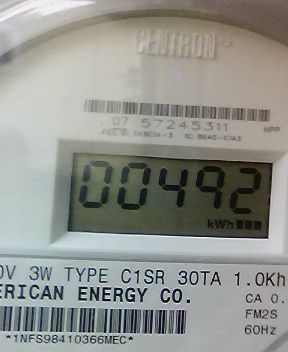 CENTRON®
07 57245311 HPP
00492
kWh
0V 3W TYPE C1SR 30TA 1.0Kh
ERICAN ENERGY CO. CA 0.
FM2S
60Hz
*1NFS98410366MEC*